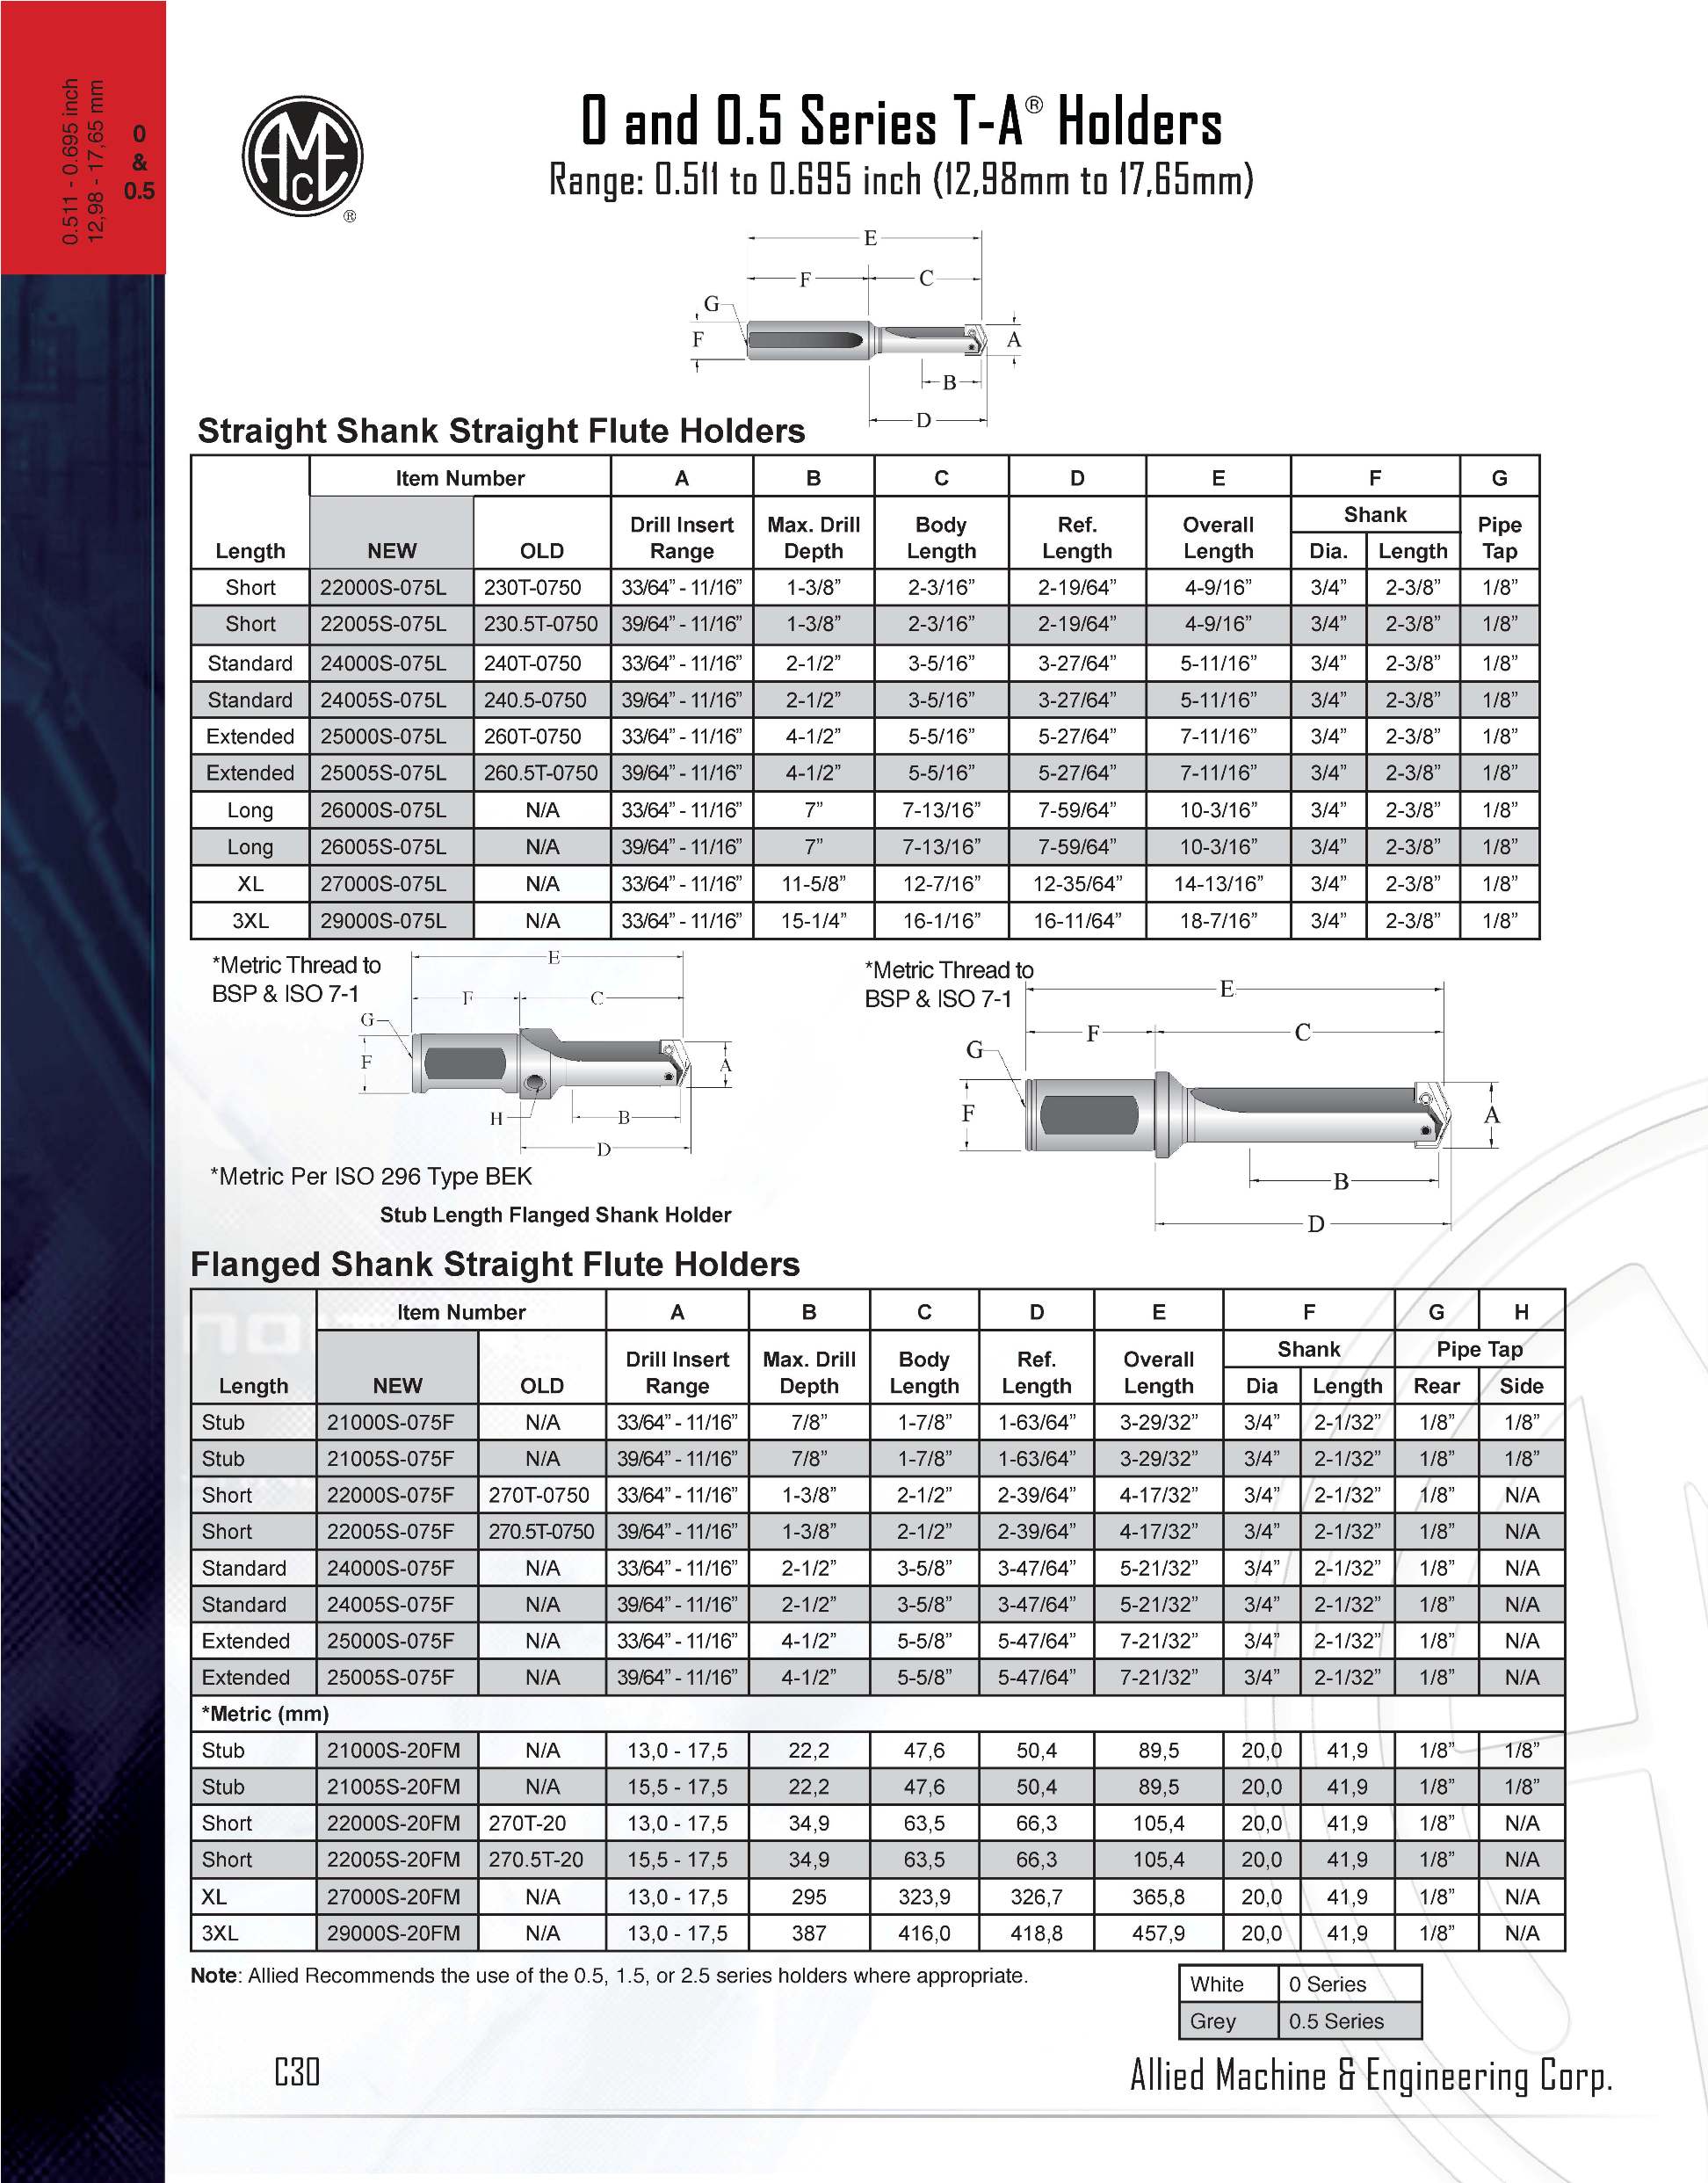 0.511 - 0.695 inch
12,98 - 17,65 mm
0
&
0.5
AMEC
®
0 and 0.5 Series T-A® Holders
Range: 0.511 to 0.695 inch (12,98mm to 17,65mm)
E
F C
G
F A
B
D
Straight Shank Straight Flute Holders
Item Number A B C D E F G
Length NEW OLD Drill Insert Range Max. Drill Depth Body Length Ref. Length Overall Length Shank Dia. Length Pipe Tap
Short 22000S-075L 230T-0750 33/64” - 11/16” 1-3/8” 2-3/16” 2-19/64” 4-9/16” 3/4” 2-3/8” 1/8”
Short 22005S-075L 230.5T-0750 39/64” - 11/16” 1-3/8” 2-3/16” 2-19/64” 4-9/16” 3/4” 2-3/8” 1/8”
Standard 24000S-075L 240T-0750 33/64” - 11/16” 2-1/2” 3-5/16” 3-27/64” 5-11/16” 3/4” 2-3/8” 1/8”
Standard 24005S-075L 240.5-0750 39/64” - 11/16” 2-1/2” 3-5/16” 3-27/64” 5-11/16” 3/4” 2-3/8” 1/8”
Extended 25000S-075L 260T-0750 33/64” - 11/16” 4-1/2” 5-5/16” 5-27/64” 7-11/16” 3/4” 2-3/8” 1/8”
Extended 25005S-075L 260.5T-0750 39/64” - 11/16” 4-1/2” 5-5/16” 5-27/64” 7-11/16” 3/4” 2-3/8” 1/8”
Long 26000S-075L N/A 33/64” - 11/16” 7” 7-13/16” 7-59/64” 10-3/16” 3/4” 2-3/8” 1/8”
Long 26005S-075L N/A 39/64” - 11/16” 7” 7-13/16” 7-59/64” 10-3/16” 3/4” 2-3/8” 1/8”
XL 27000S-075L N/A 33/64” - 11/16” 11-5/8” 12-7/16” 12-35/64” 14-13/16” 3/4” 2-3/8” 1/8”
3XL 29000S-075L N/A 33/64” - 11/16” 15-1/4” 16-1/16” 16-11/64” 18-7/16” 3/4” 2-3/8” 1/8”
*Metric Thread to
BSP & ISO 7-1
E
F C
G
F A
H B
D
*Metric Per ISO 296 Type BEK
Stub Length Flanged Shank Holder
*Metric Thread to
BSP & ISO 7-1
E
F C
G
F A
B
D
Flanged Shank Straight Flute Holders
Item Number A B C D E F G H
Length NEW OLD Drill Insert Range Max. Drill Depth Body Length Ref. Length Overall Length Shank Dia Length Pipe Tap Rear Side
Stub 21000S-075F N/A 33/64” - 11/16” 7/8” 1-7/8” 1-63/64” 3-29/32” 3/4” 2-1/32” 1/8” 1/8”
Stub 21005S-075F N/A 39/64” - 11/16” 7/8” 1-7/8” 1-63/64” 3-29/32” 3/4” 2-1/32” 1/8” 1/8”
Short 22000S-075F 270T-0750 33/64” - 11/16” 1-3/8” 2-1/2” 2-39/64” 4-17/32” 3/4” 2-1/32” 1/8” N/A
Short 22005S-075F 270.5T-0750 39/64” - 11/16” 1-3/8” 2-1/2” 2-39/64” 4-17/32” 3/4” 2-1/32” 1/8” N/A
Standard 24000S-075F N/A 33/64” - 11/16” 2-1/2” 3-5/8” 3-47/64” 5-21/32” 3/4” 2-1/32” 1/8” N/A
Standard 24005S-075F N/A 39/64” - 11/16” 2-1/2” 3-5/8” 3-47/64” 5-21/32” 3/4” 2-1/32” 1/8” N/A
Extended 25000S-075F N/A 33/64” - 11/16” 4-1/2” 5-5/8” 5-47/64” 7-21/32” 3/4” 2-1/32” 1/8” N/A
Extended 25005S-075F N/A 39/64” - 11/16” 4-1/2” 5-5/8” 5-47/64” 7-21/32” 3/4” 2-1/32” 1/8” N/A
*Metric (mm)
Stub 21000S-20FM N/A 13,0 - 17,5 22,2 47,6 50,4 89,5 20,0 41,9 1/8” 1/8”
Stub 21005S-20FM N/A 15,5 - 17,5 22,2 47,6 50,4 89,5 20,0 41,9 1/8” 1/8”
Short 22000S-20FM 270T-20 13,0 - 17,5 34,9 63,5 66,3 105,4 20,0 41,9 1/8” N/A
Short 22005S-20FM 270.5T-20 15,5 - 17,5 34,9 63,5 66,3 105,4 20,0 41,9 1/8” N/A
XL 27000S-20FM N/A 13,0 - 17,5 295 323,9 326,7 365,8 20,0 41,9 1/8” N/A
3XL 29000S-20FM N/A 13,0 - 17,5 387 416,0 418,8 457,9 20,0 41,9 1/8” N/A
Note: Allied Recommends the use of the 0.5, 1.5, or 2.5 series holders where appropriate.
White 0 Series
Grey 0.5 Series
C30
Allied Machine & Engineering Corp.